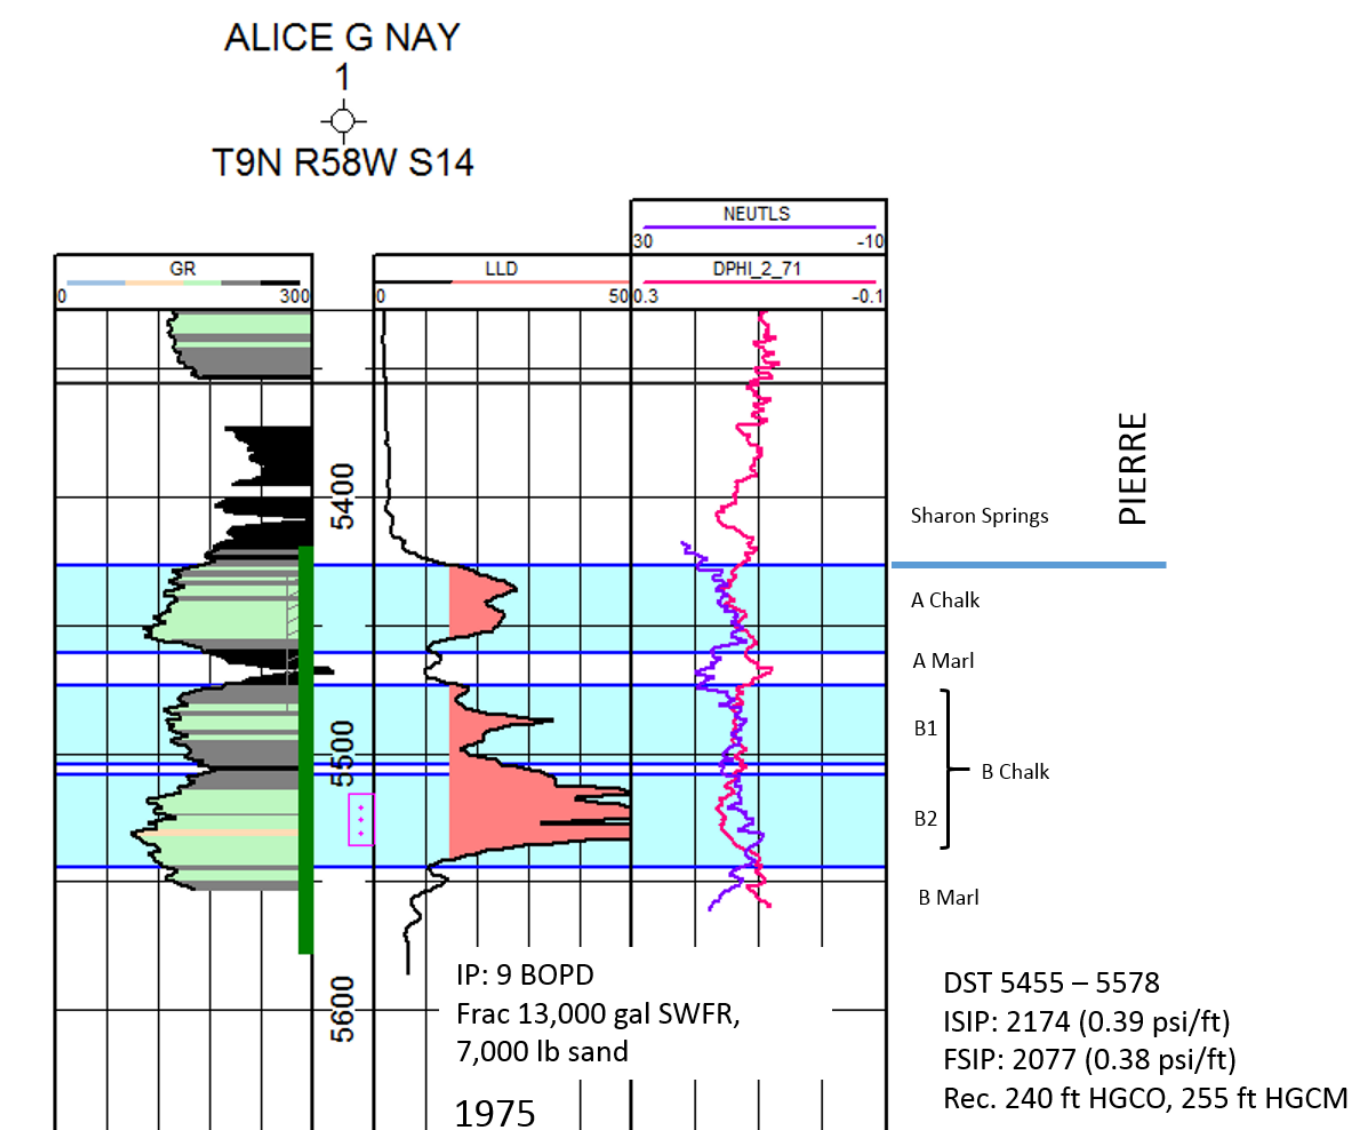 ALICE G NAY
1
T9N R58W S14
NEUTLS
30 -10
GR
0 300
LLD
0 50
DPHI_2_71
0.3 -0.1
5400
5500
5600
PIERRE
Sharon Springs
A Chalk
A Marl
B1
B Chalk
B2
B Marl
IP: 9 BOPD
Frac 13,000 gal SWFR,
7,000 lb sand
1975
DST 5455 – 5578
ISIP: 2174 (0.39 psi/ft)
FSIP: 2077 (0.38 psi/ft)
Rec. 240 ft HGCO, 255 ft HGCM